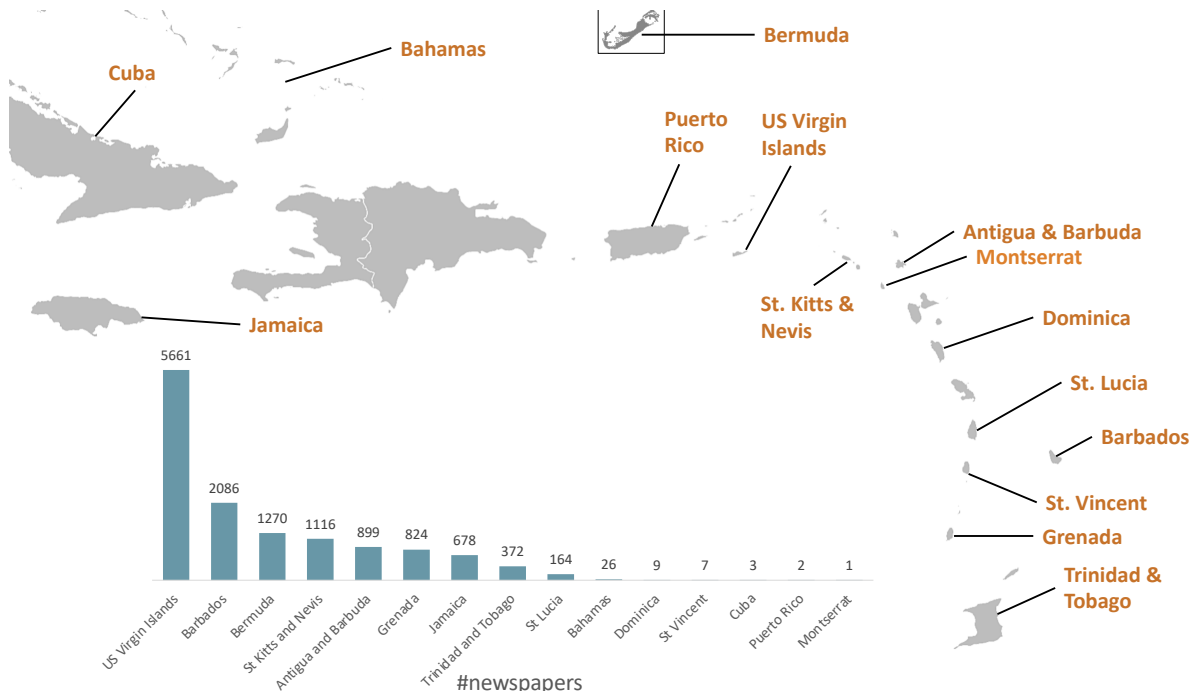 Bermuda
Bahamas
Cuba
Puerto
Rico
US Virgin
Islands
Antigua & Barbuda
Montserrat
St. Kitts &
Nevis
Dominica
Jamaica
St. Lucia
Barbados
St. Vincent
Grenada
Trinidad &
Tobago
5661
2086
1270
1116
899
824
678
372
164
26
9
7
3
2
1
US Virgin Islands
Barbados
Bermuda
St Kitts and Nevis
Antigua and Barbuda
Grenada
Jamaica
Trinidad and Tobago
St Lucia
Bahamas
Dominica
St Vincent
Cuba
Puerto Rico
Montserrat
#newspapers